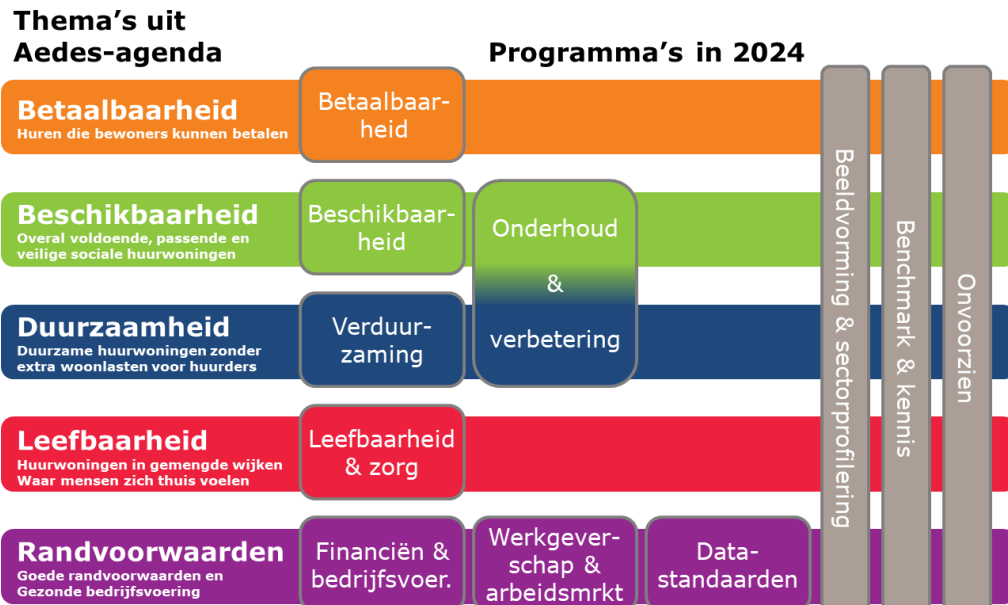 Thema's uit
Aedes-agenda
Programma's in 2024
Betaalbaarheid
Huren die bewoners kunnen betalen
Betaalbaar-
heid
Beschikbaarheid
Overal voldoende, passende en
veilige sociale huurwoningen
Beschikbaar-
heid
Onderhoud
&
verbetering
Duurzaamheid
Duurzame huurwoningen zonder
extra woonlasten voor huurders
Verduur-
zaming
Leefbaarheid
Huurwoningen in gemengde wijken
Waar mensen zich thuis voelen
Leefbaarheid
& zorg
Randvoorwaarden
Goede randvoorwaarden en
Gezonde bedrijfsvoering
Financiën &
bedrijfsvoer.
Werkgever-
schap &
arbeidsmrkt
Data-
standaarden
Beeldvorming & sectorprofilering
Benchmark & kennis
Onvoorzien